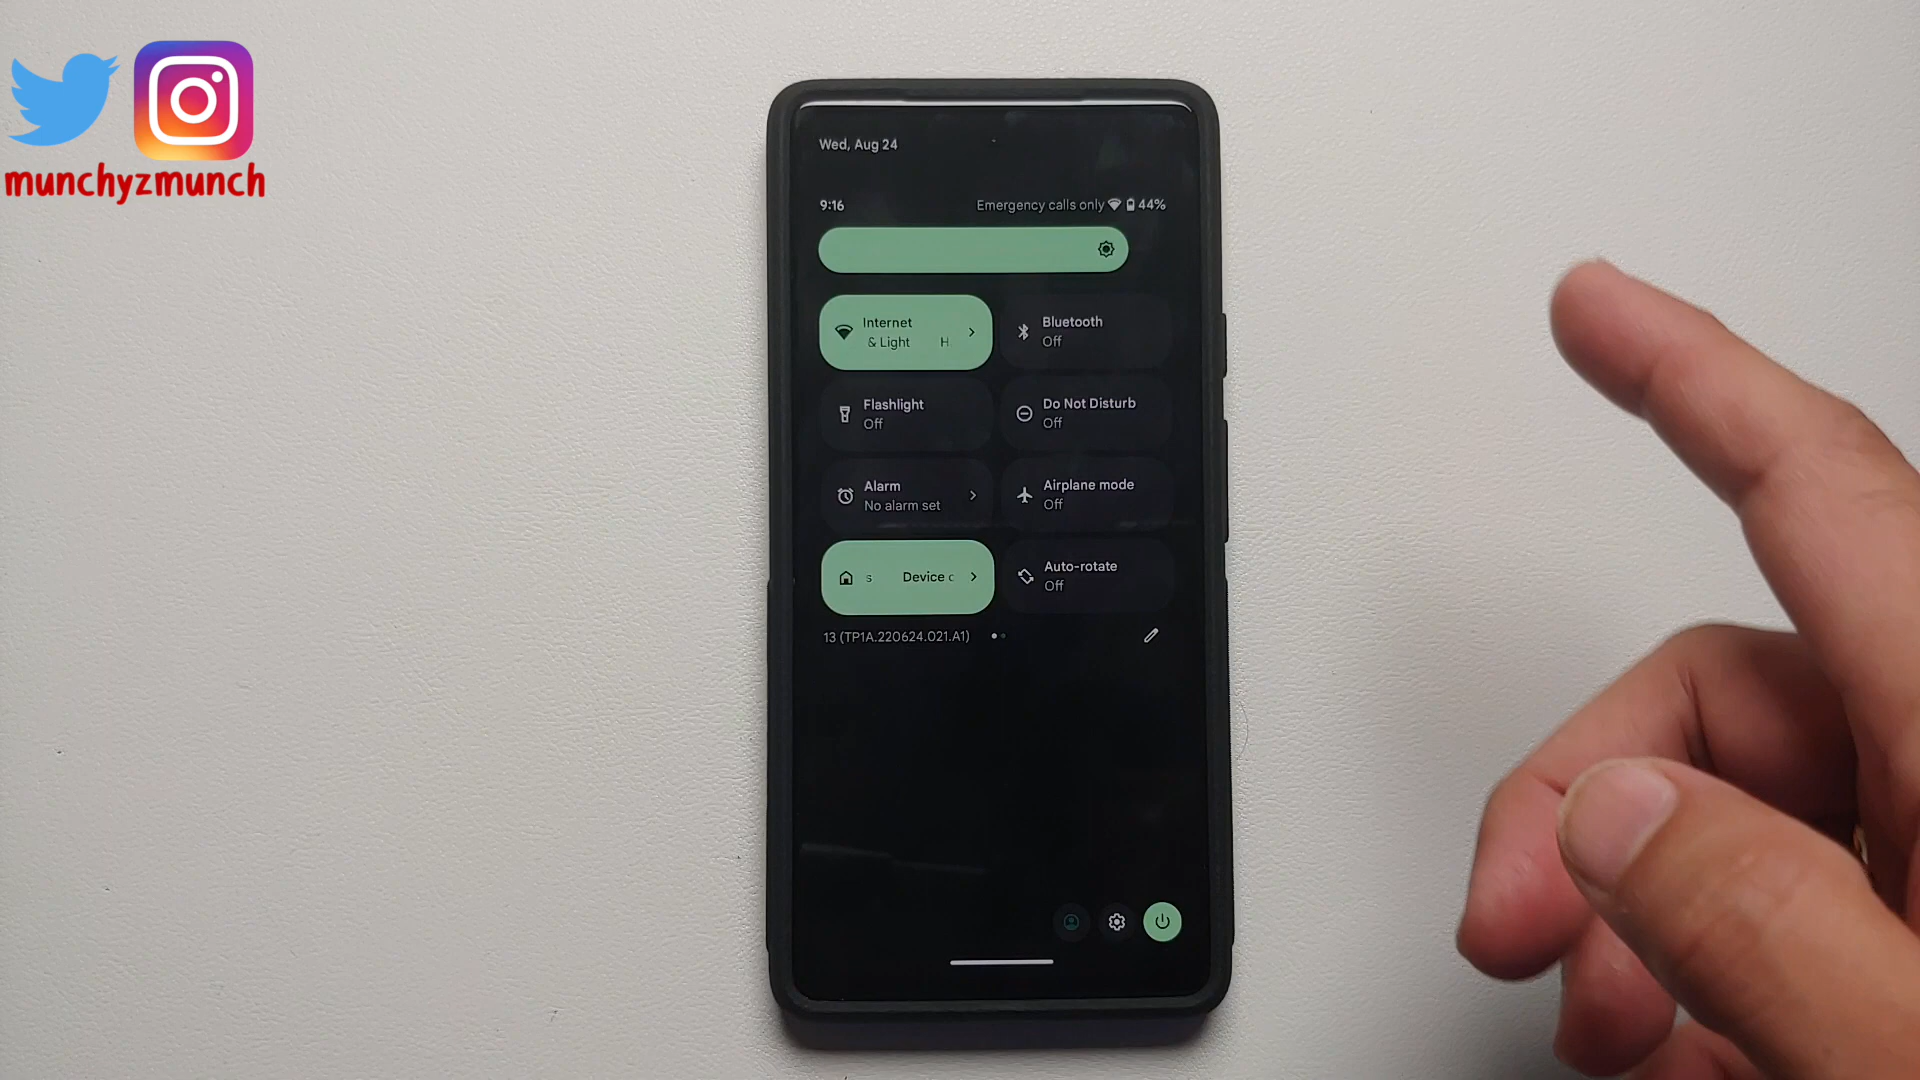 munchyzmunch
Wed, Aug 24
9:16 Emergency calls only 44%
Internet
& Light H
Bluetooth
Off
Flashlight
Off
Do Not Disturb
Off
Alarm
No alarm set
Airplane mode
Off
s Device c
Auto-rotate
Off
13 (TP1A.220624.021.A1)